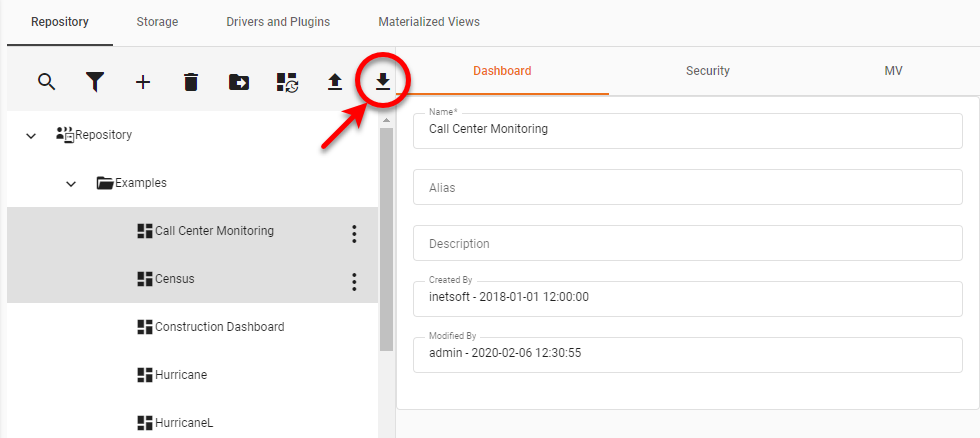 Repository Storage Drivers and Plugins Materialized Views
Dashboard Security MV
Repository
Examples
Call Center Monitoring
Census
Construction Dashboard
Hurricane
HurricaneL
Name*
Call Center Monitoring
Alias
Description
Created By
inetsoft - 2018-01-01 12:00:00
Modified By
admin - 2020-02-06 12:30:55